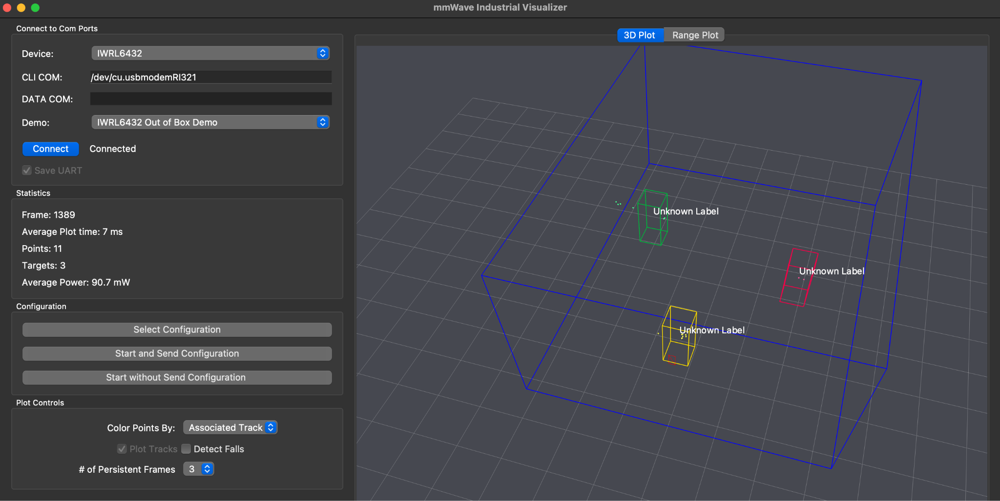 mmWave Industrial Visualizer
Connect to Com Ports
Device: IWRL6432
CLI COM: /dev/cu.usbmodemRI321
DATA COM:
Demo: IWRL6432 Out of Box Demo
Connect Connected
Save UART
Statistics
Frame: 1389
Average Plot time: 7 ms
Points: 11
Targets: 3
Average Power: 90.7 mW
Configuration
Select Configuration
Start and Send Configuration
Start without Send Configuration
Plot Controls
Color Points By: Associated Track
Plot Tracks Detect Falls
# of Persistent Frames 3
3D Plot Range Plot
Unknown Label
Unknown Label
Unknown Label